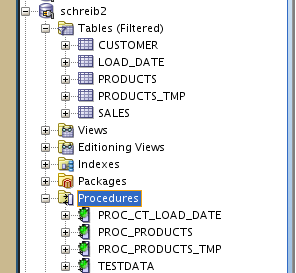 schreib2
Tables (Filtered)
CUSTOMER
LOAD_DATE
PRODUCTS
PRODUCTS_TMP
SALES
Views
Editioning Views
Indexes
Packages
Procedures
PROC_CT_LOAD_DATE
PROC_PRODUCTS
PROC_PRODUCTS_TMP
TESTDATA